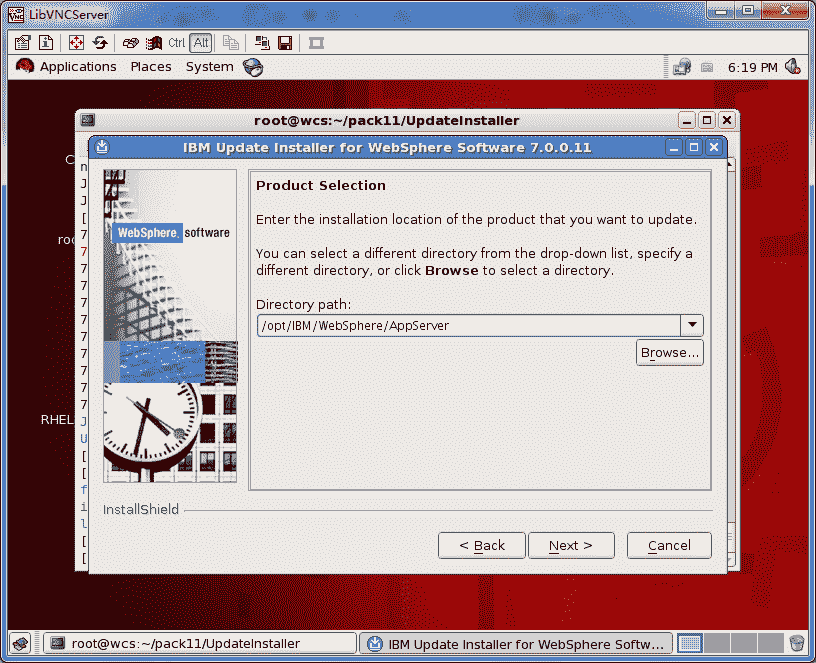 LibVNCServer
Ctrl Alt
Applications Places System
6:19 PM
root@wcs:~/pack11/UpdateInstaller
IBM Update Installer for WebSphere Software 7.0.0.11
WebSphere. software
Product Selection
Enter the installation location of the product that you want to update.
You can select a different directory from the drop-down list, specify a
different directory, or click Browse to select a directory.
Directory path:
/opt/IBM/WebSphere/AppServer
Browse...
RHEL
InstallShield
< Back Next > Cancel
root@wcs:~/pack11/UpdateInstaller
IBM Update Installer for WebSphere Softw...